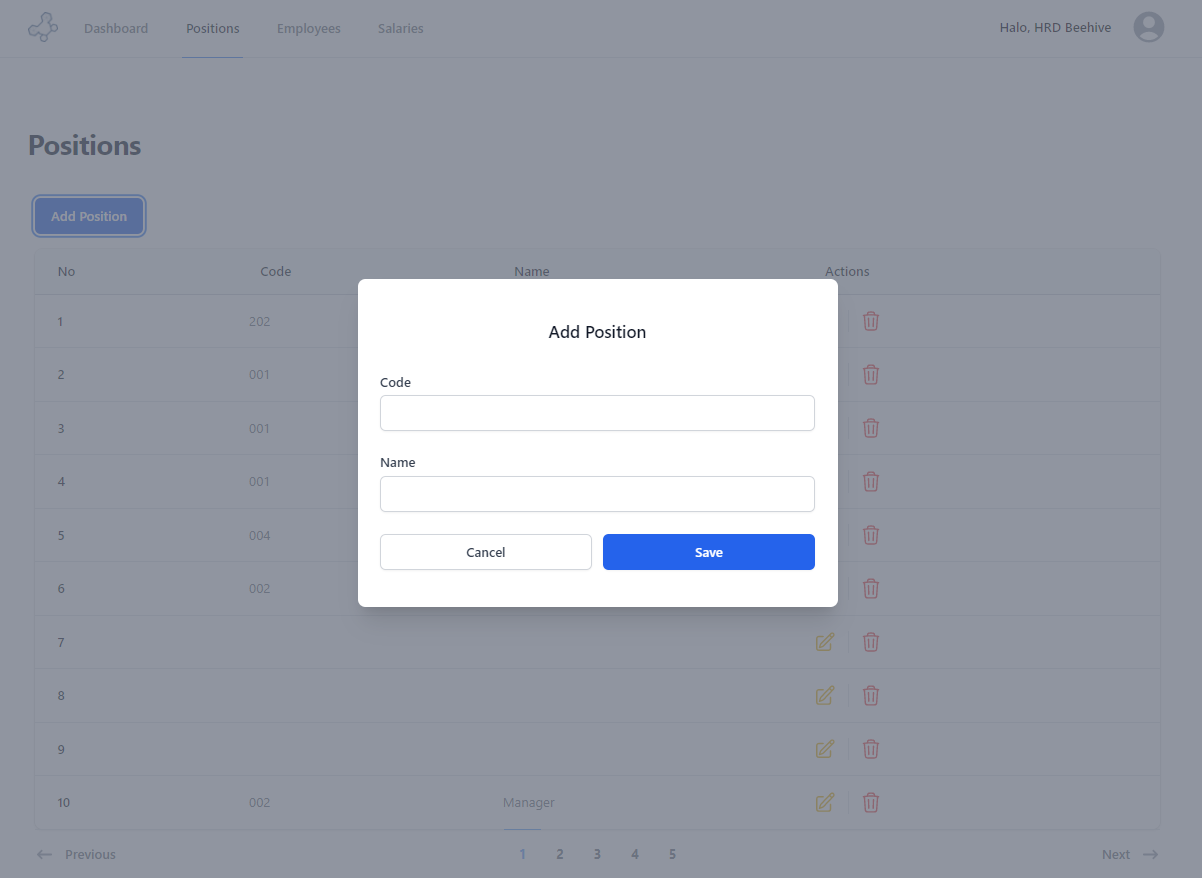 Dashboard Positions Employees Salaries Halo, HRD Beehive
Positions
Add Position
No Code Name Actions
1 202
2 001
3 001
4 001
5 004
6 002
7
8
9
10 002 Manager
Add Position
Code
Name
Cancel Save
Previous 1 2 3 4 5 Next